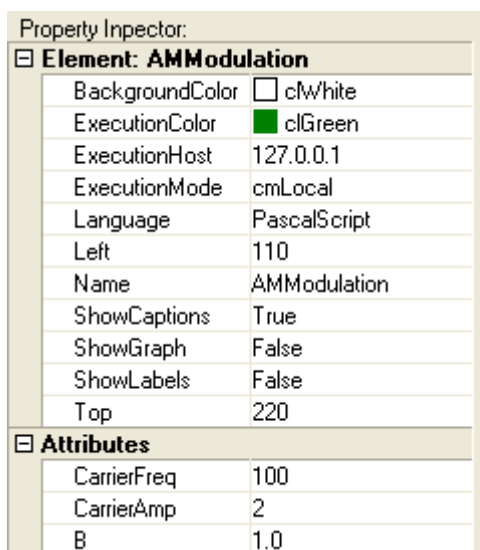 Property Inpector:
Element: AMModulation
BackgroundColor clWhite
ExecutionColor clGreen
ExecutionHost 127.0.0.1
ExecutionMode cmLocal
Language PascalScript
Left 110
Name AMModulation
ShowCaptions True
ShowGraph False
ShowLabels False
Top 220
Attributes
CarrierFreq 100
CarrierAmp 2
B 1.0